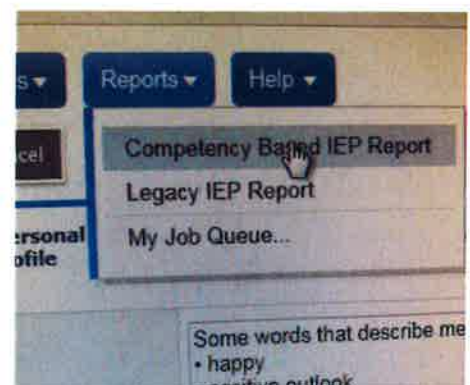 s ▾ Reports ▾ Help ▾
cel
Competency Based IEP Report
Legacy IEP Report
My Job Queue...
ersonal
ofile
Some words that describe me
• happy
outlook